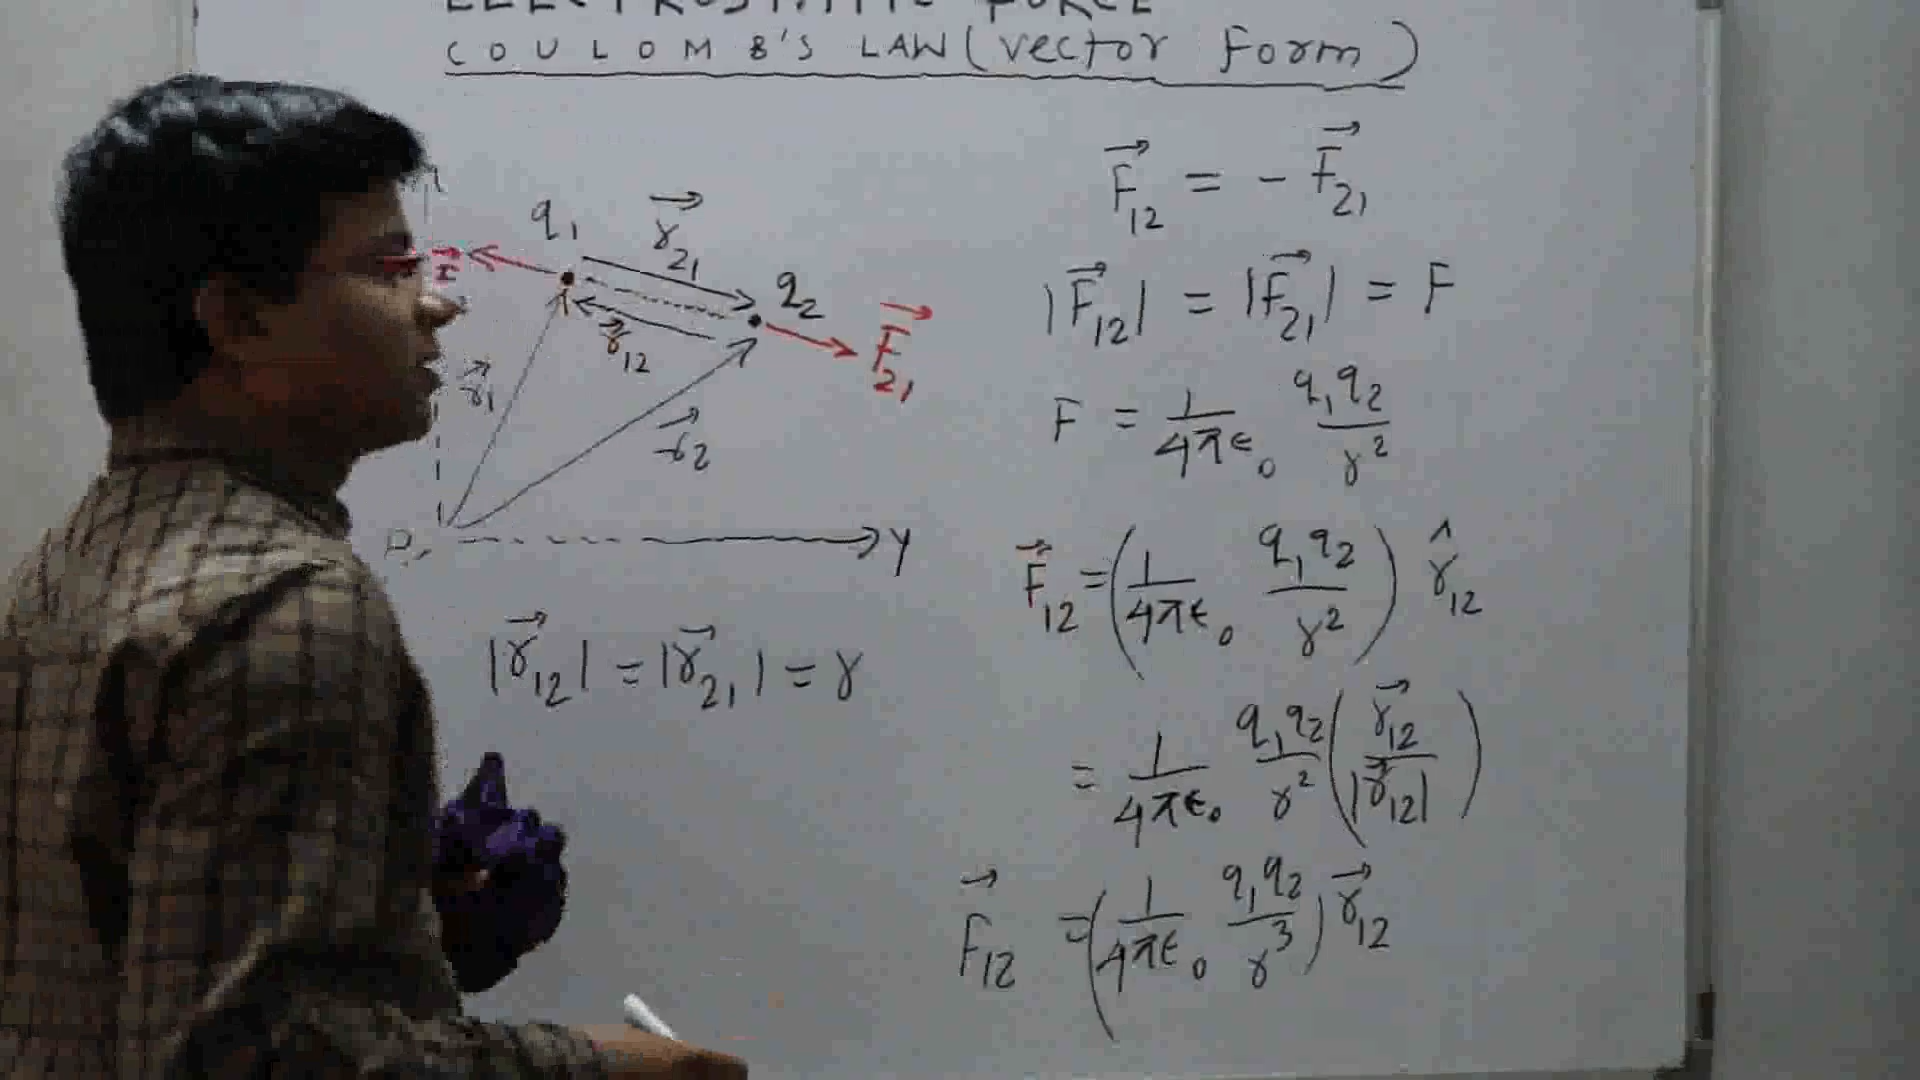 ELECTROSTATIC FORCE
COULOMB'S LAW (vector Form)
q₁
r⃗₂₁
q₂
r⃗₁₂
F⃗₂₁
r⃗₁
r⃗₂
y
|r⃗₁₂| = |r⃗₂₁| = r
F⃗₁₂ = - F⃗₂₁
|F⃗₁₂| = |F⃗₂₁| = F
F = 1/4πϵ₀ q₁q₂/r²
F⃗₁₂ = (1/4πϵ₀ q₁q₂/r²) r̂₁₂
= 1/4πϵ₀ q₁q₂/r² (r⃗₁₂/|r⃗₁₂|)
F⃗₁₂ = (1/4πϵ₀ q₁q₂/r³) r⃗₁₂